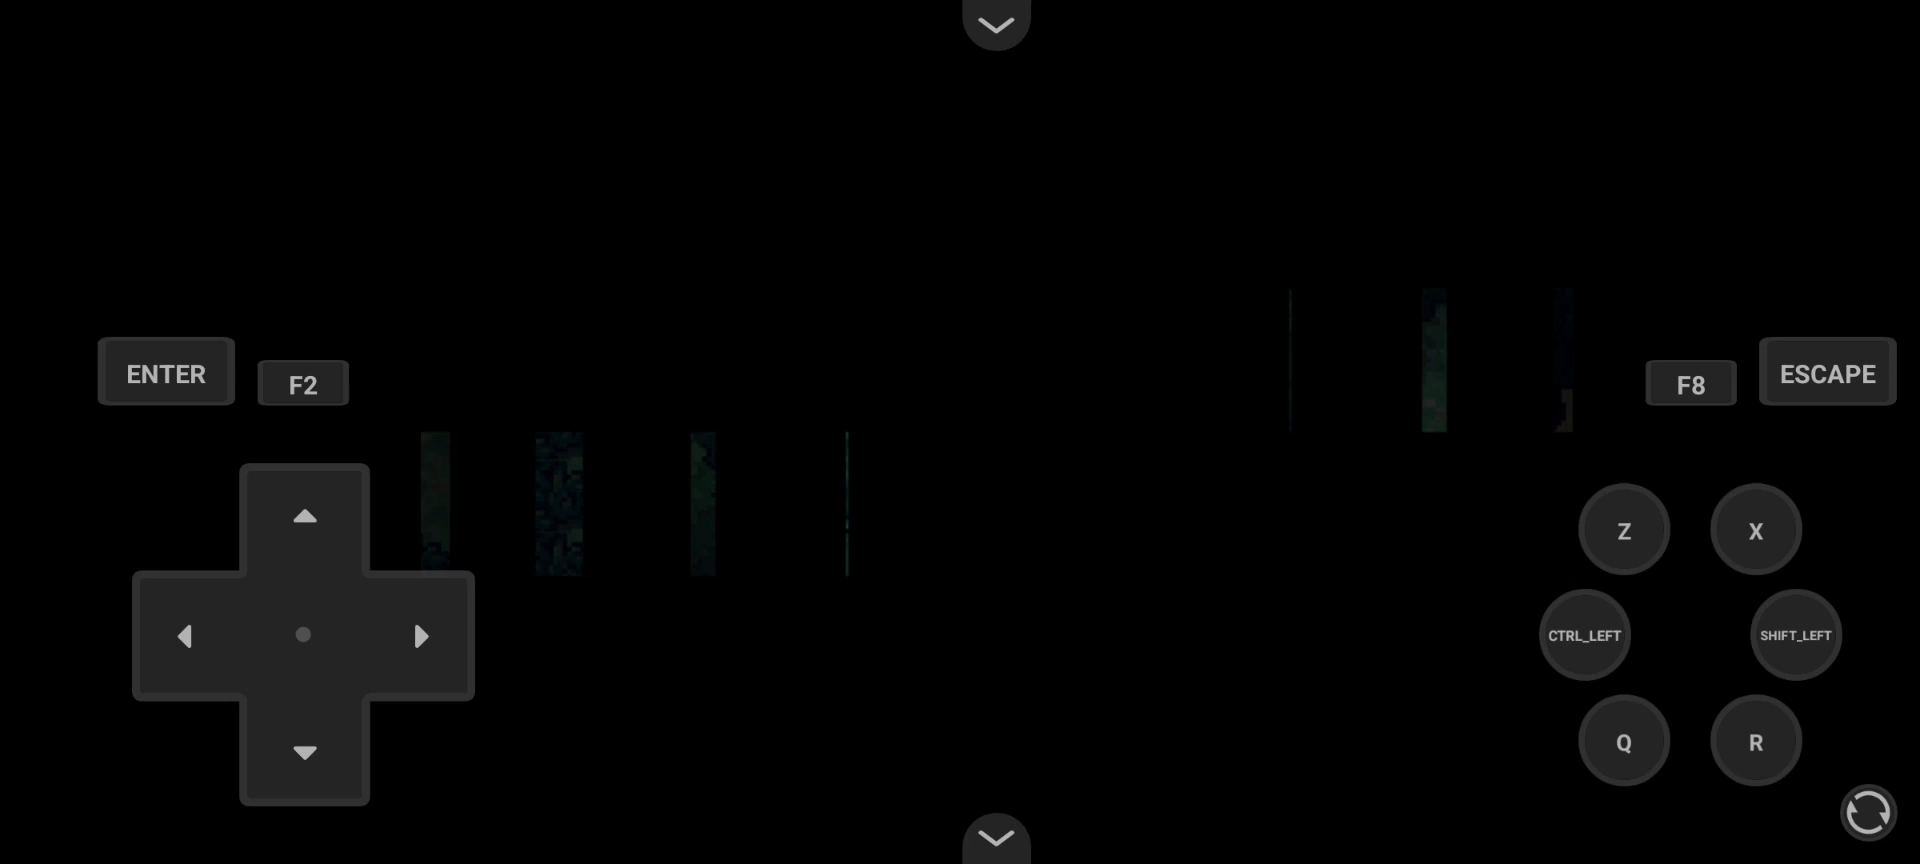 ENTER
F2
F8
ESCAPE
Z
X
CTRL_LEFT
SHIFT_LEFT
Q
R